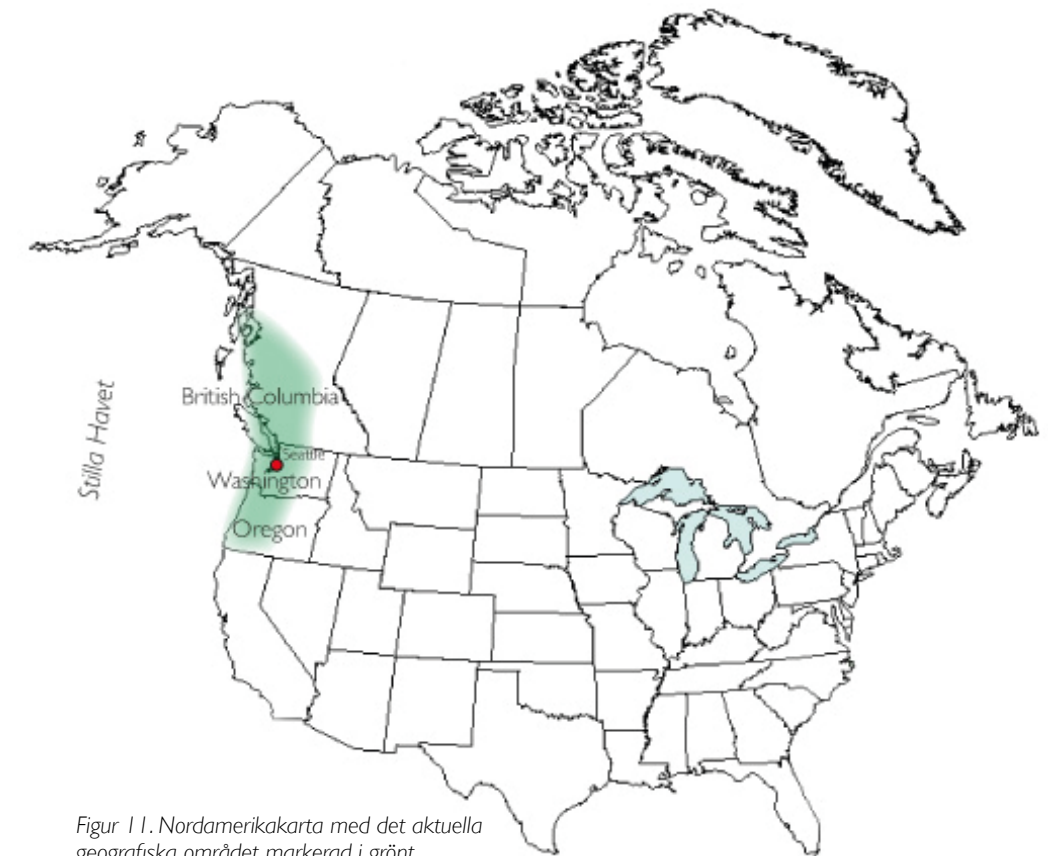 British Columbia
Seattle
Washington
Oregon
Stilla Havet
Figur 11. Nordamerikakarta med det aktuella
geografiska området markerad i grönt